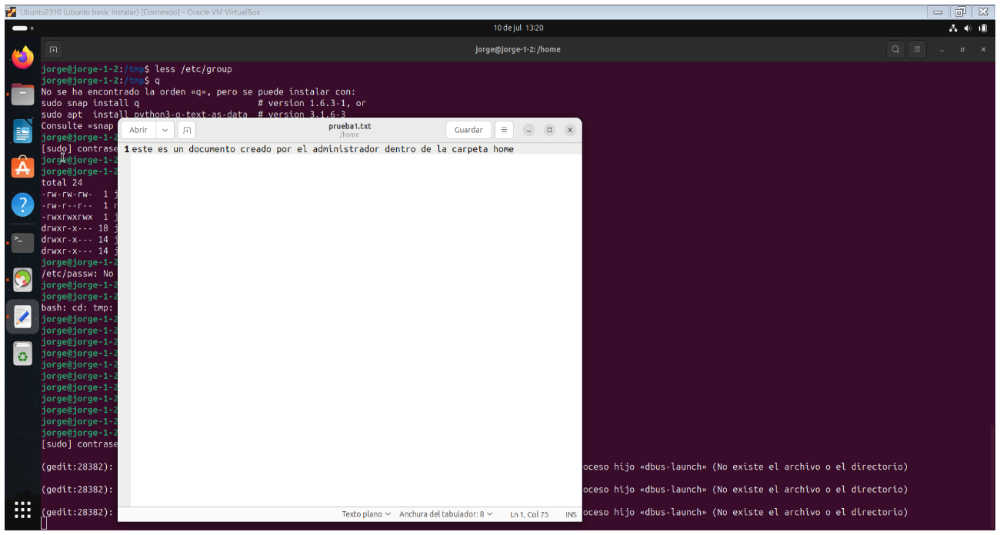 Ubuntu2310 (ubuntu basic instalar) [Corriendo] - Oracle VM VirtualBox
10 de jul 13:20
jorge@jorge-1-2: /home
jorge@jorge-1-2:/tmp$ less /etc/group
jorge@jorge-1-2:/tmp$ q
No se ha encontrado la orden «q», pero se puede instalar con:
sudo snap install q # version 1.6.3-1, or
sudo apt install python3-q-text-as-data # version 3.1.6-3
Consulte «snap
jorge@jorge-1-2
[sudo] contrase
jorge@jorge-1-2
jorge@jorge-1-2
total 24
-rw-rw-rw- 1 j
-rw-r--r-- 1 r
-rwxrwxrwx 1 j
drwxr-x--- 18 j
drwxr-x--- 14 j
drwxr-x--- 14 j
jorge@jorge-1-2
/etc/passw: No
jorge@jorge-1-2
jorge@jorge-1-2
bash: cd: tmp:
jorge@jorge-1-2
jorge@jorge-1-2
jorge@jorge-1-2
jorge@jorge-1-2
jorge@jorge-1-2
jorge@jorge-1-2
jorge@jorge-1-2
jorge@jorge-1-2
jorge@jorge-1-2
jorge@jorge-1-2
jorge@jorge-1-2
[sudo] contrase
(gedit:28382): oceso hijo «dbus-launch» (No existe el archivo o el directorio)
(gedit:28382): oceso hijo «dbus-launch» (No existe el archivo o el directorio)
(gedit:28382): oceso hijo «dbus-launch» (No existe el archivo o el directorio)
Abrir
prueba1.txt
/home
Guardar
1 este es un documento creado por el administrador dentro de la carpeta home
Texto plano Anchura del tabulador: 8 Ln 1, Col 75 INS